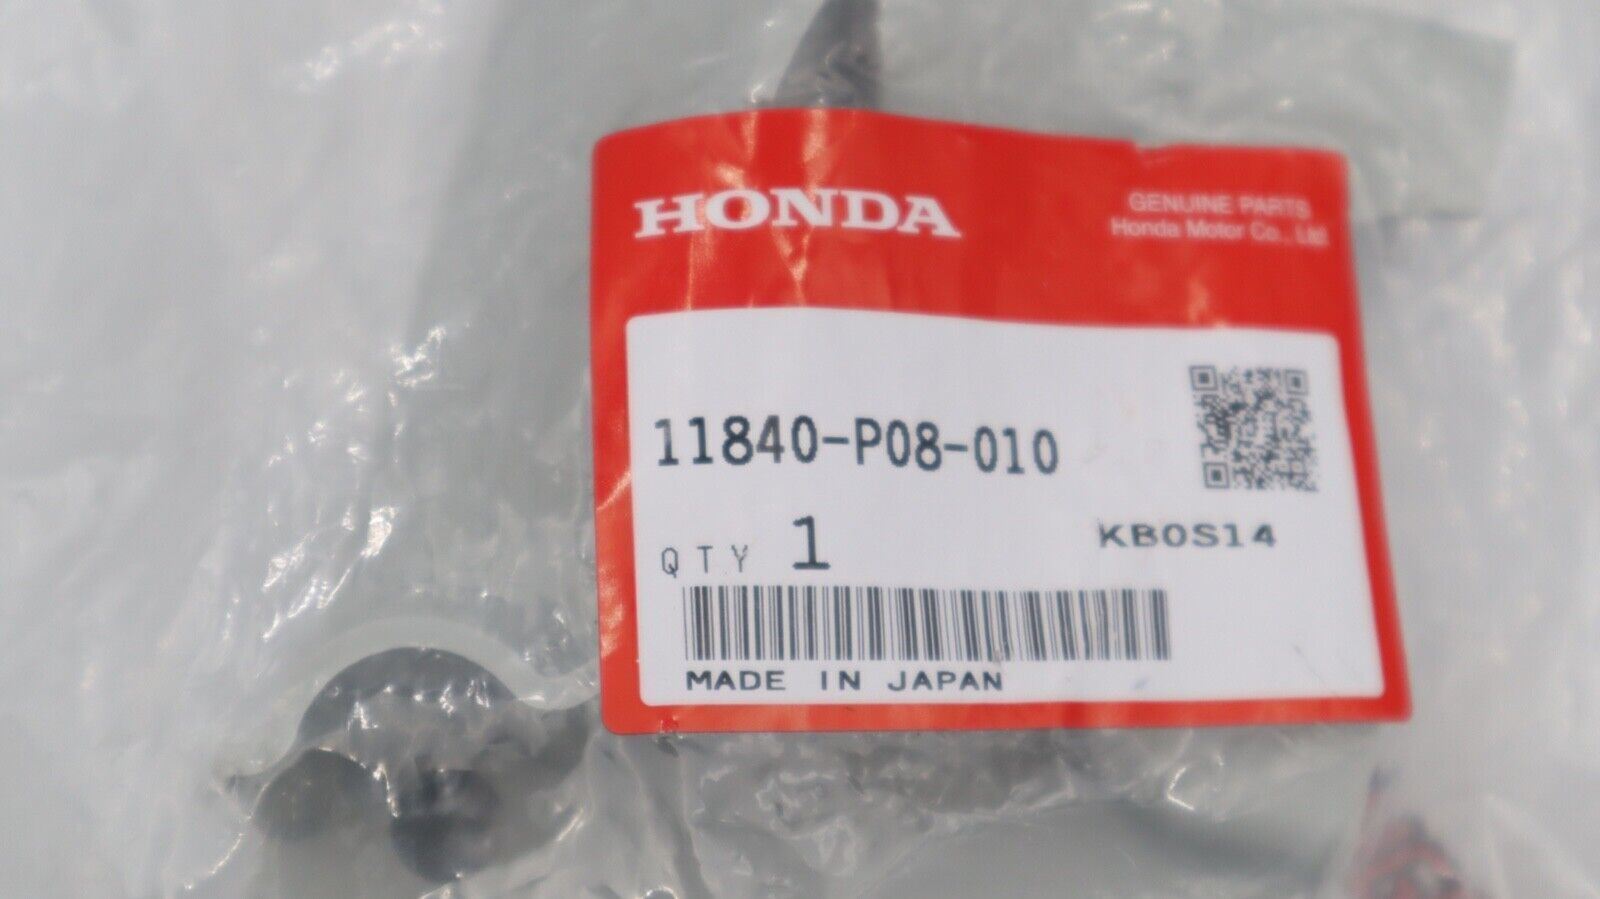 HONDA
GENUINE PARTS
Honda Motor Co., Ltd.
11840-P08-010
QTY 1
KB0S14
MADE IN JAPAN